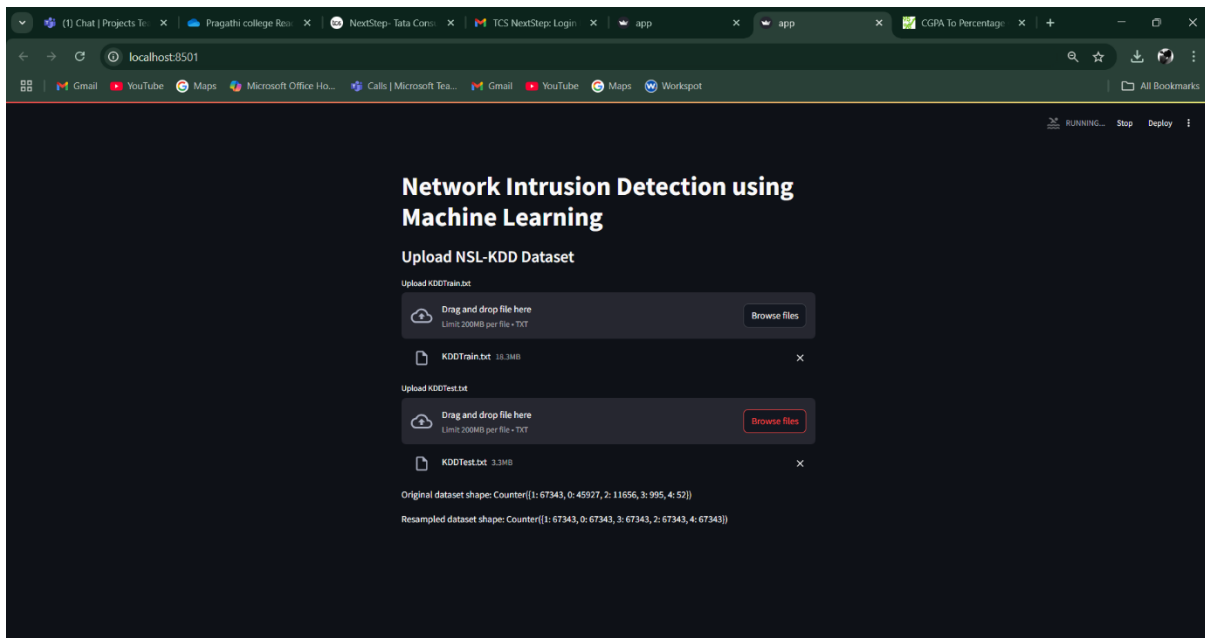 (1) Chat | Projects Te
Pragathi college Rea
NextStep- Tata Cons
TCS NextStep: Login
app
app
CGPA To Percentage
localhost:8501
Gmail
YouTube
Maps
Microsoft Office Ho...
Calls | Microsoft Tea...
Gmail
YouTube
Maps
Workspot
All Bookmarks
RUNNING...
Stop
Deploy
Network Intrusion Detection using
Machine Learning
Upload NSL-KDD Dataset
Upload KDDTrain.txt
Drag and drop file here
Limit 200MB per file • TXT
Browse files
KDDTrain.txt 18.3MB
Upload KDDTest.txt
Drag and drop file here
Limit 200MB per file • TXT
Browse files
KDDTest.txt 3.3MB
Original dataset shape: Counter({1: 67343, 0: 45927, 2: 11656, 3: 995, 4: 52})
Resampled dataset shape: Counter({1: 67343, 0: 67343, 3: 67343, 2: 67343, 4: 67343})